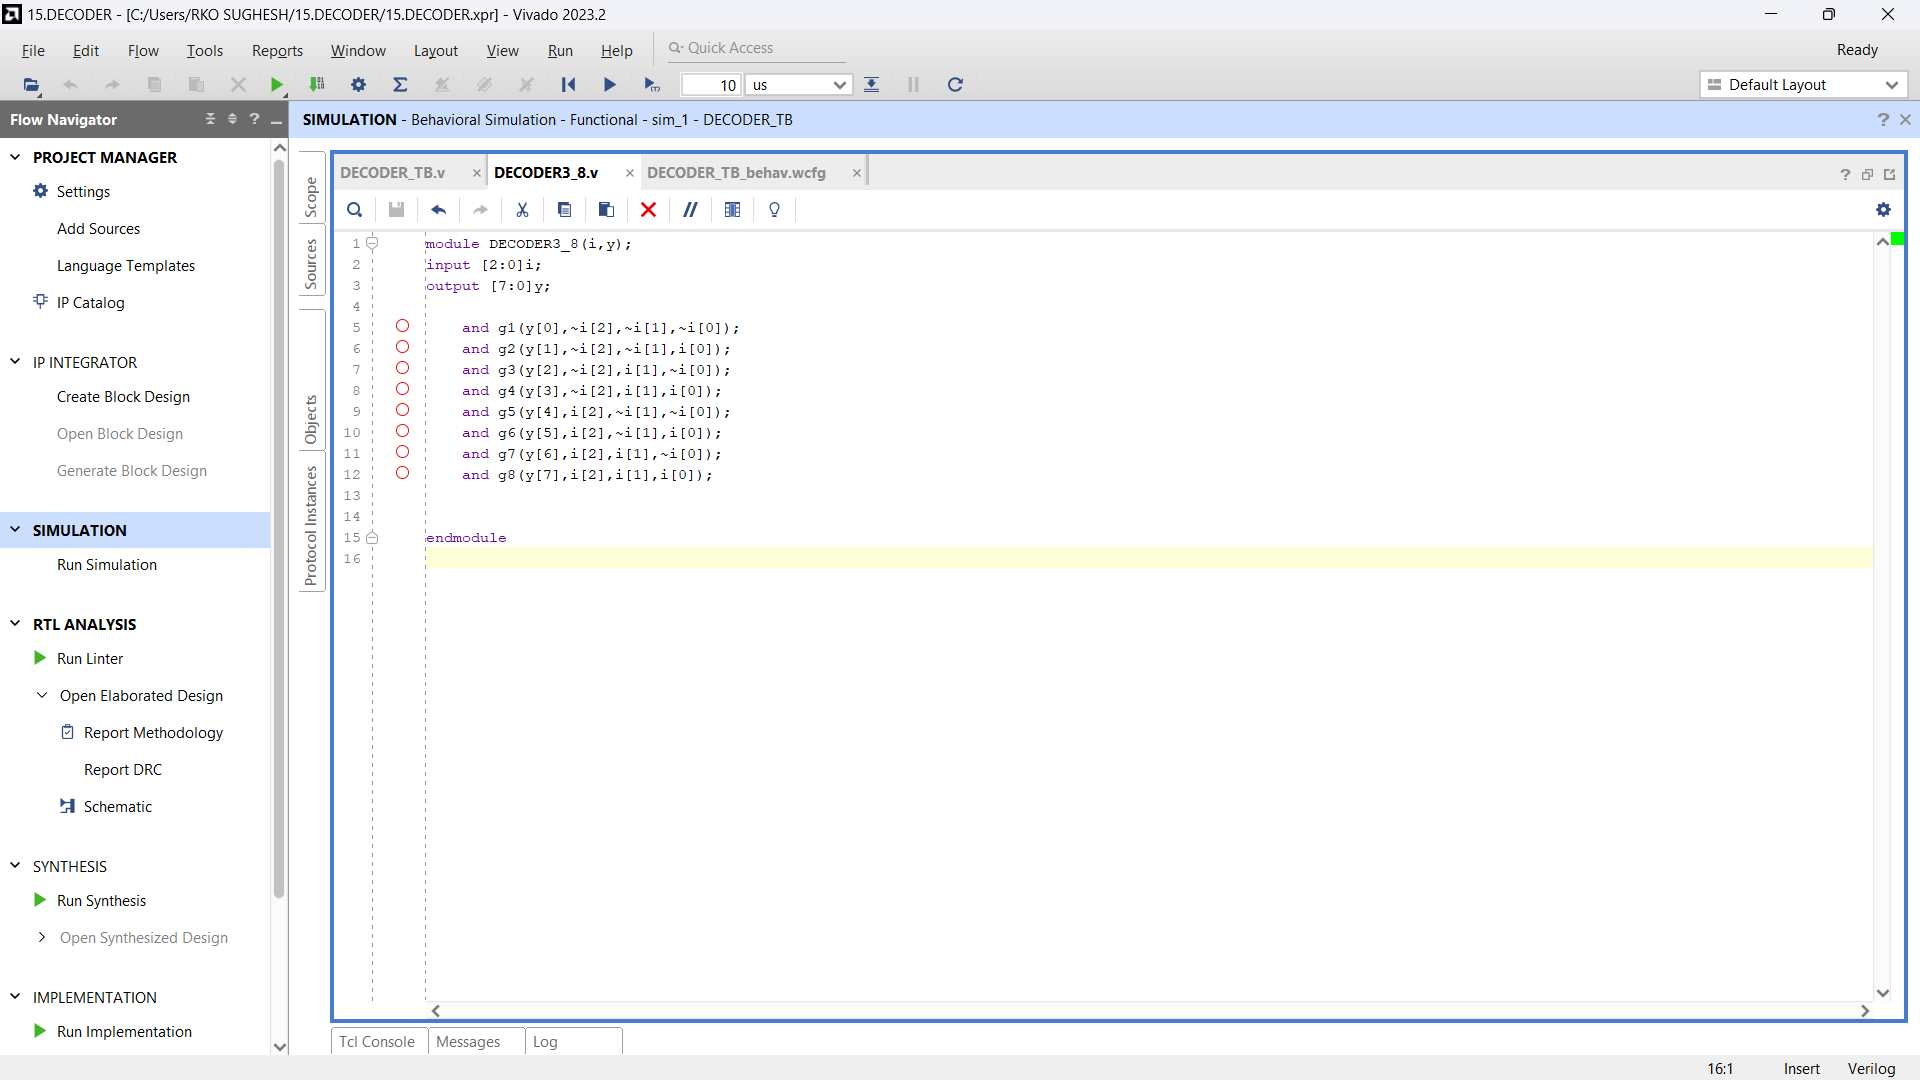 15.DECODER - [C:/Users/RKO SUGHESH/15.DECODER/15.DECODER.xpr] - Vivado 2023.2
File Edit Flow Tools Reports Window Layout View Run Help Quick Access Ready
10 us Default Layout
Flow Navigator
SIMULATION - Behavioral Simulation - Functional - sim_1 - DECODER_TB
PROJECT MANAGER
Settings
Add Sources
Language Templates
IP Catalog
IP INTEGRATOR
Create Block Design
Open Block Design
Generate Block Design
SIMULATION
Run Simulation
RTL ANALYSIS
Run Linter
Open Elaborated Design
Report Methodology
Report DRC
Schematic
SYNTHESIS
Run Synthesis
Open Synthesized Design
IMPLEMENTATION
Run Implementation
Scope
Sources
Objects
Protocol Instances
DECODER_TB.v DECODER3_8.v DECODER_TB_behav.wcfg
1 module DECODER3_8(i,y);
2 input [2:0]i;
3 output [7:0]y;
4
5 and g1(y[0],~i[2],~i[1],~i[0]);
6 and g2(y[1],~i[2],~i[1],i[0]);
7 and g3(y[2],~i[2],i[1],~i[0]);
8 and g4(y[3],~i[2],i[1],i[0]);
9 and g5(y[4],i[2],~i[1],~i[0]);
10 and g6(y[5],i[2],~i[1],i[0]);
11 and g7(y[6],i[2],i[1],~i[0]);
12 and g8(y[7],i[2],i[1],i[0]);
13
14
15 endmodule
16
Tcl Console Messages Log
16:1 Insert Verilog